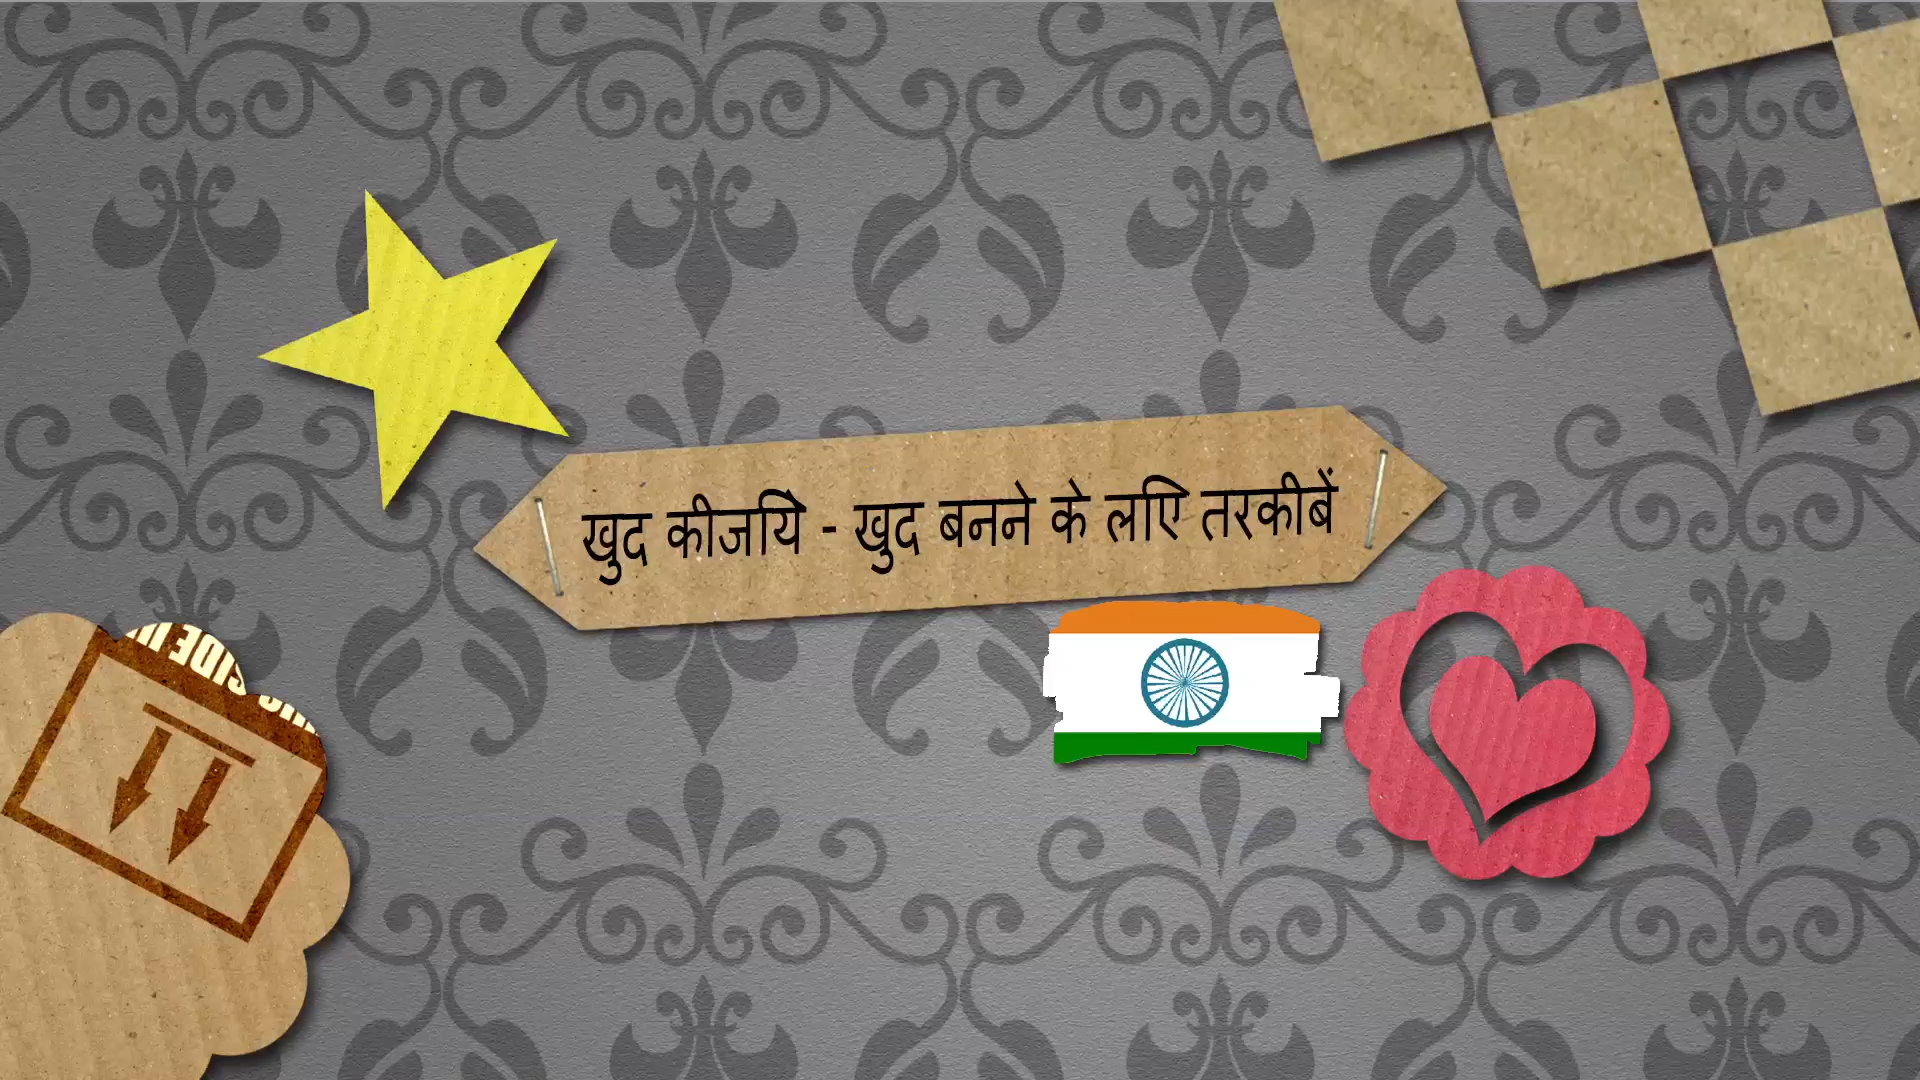 खुद कीजिये - खुद बनने के लिए तरकीबें